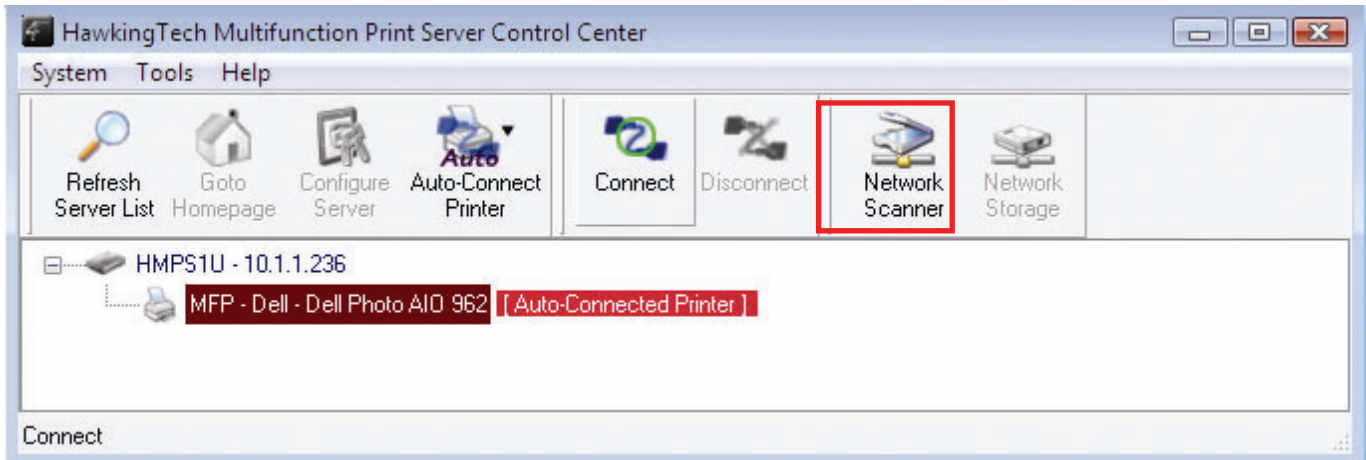 HawkingTech Multifunction Print Server Control Center
System Tools Help
Auto
Refresh Server List
Goto Homepage
Configure Server
Auto-Connect Printer
Connect
Disconnect
Network Scanner
Network Storage
HMPS1U - 10.1.1.236
MFP - Dell - Dell Photo AIO 962 [ Auto-Connected Printer ]
Connect